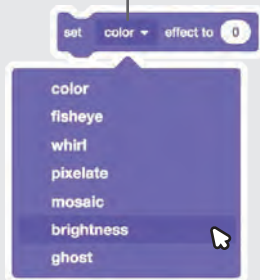 set color effect to 0
color
fisheye
whirl
pixelate
mosaic
brightness
ghost